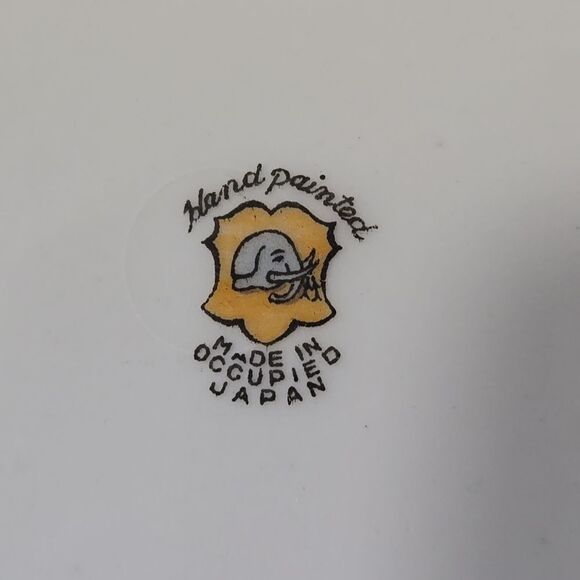 Hand painted
MADE IN
OCCUPIED
JAPAN